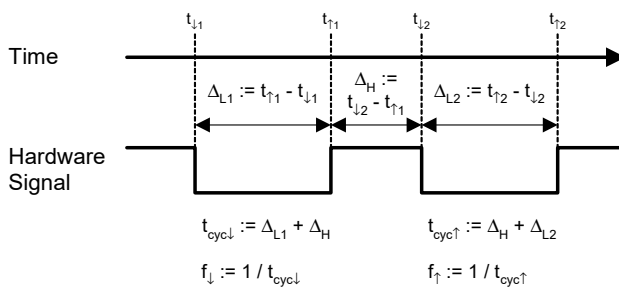 t↓1 t↑1 t↓2 t↑2
Time
ΔL1 := t↑1 - t↓1
ΔH :=
t↓2 - t↑1
ΔL2 := t↑2 - t↓2
Hardware
Signal
tcyc↓ := ΔL1 + ΔH
tcyc↑ := ΔH + ΔL2
f↓ := 1 / tcyc↓
f↑ := 1 / tcyc↑